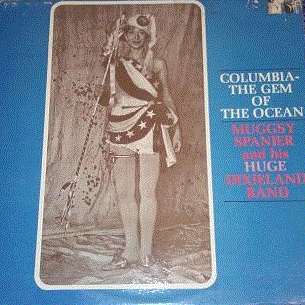 COLUMBIA-
THE GEM
OF
THE OCEAN
MUGGSY
SPANIER
and his
HUGE
DIXIELAND
BAND